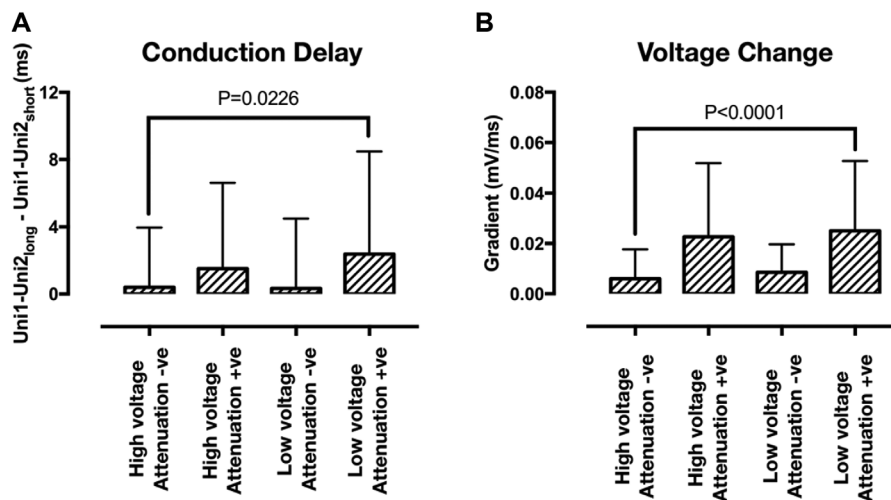 A
Conduction Delay
Uni1-Uni2long - Uni1-Uni2short (ms)
12
8
4
0
P=0.0226
High voltage
Attenuation -ve
High voltage
Attenuation +ve
Low voltage
Attenuation -ve
Low voltage
Attenuation +ve
B
Voltage Change
Gradient (mV/ms)
0.08
0.06
0.04
0.02
0.00
P<0.0001
High voltage
Attenuation -ve
High voltage
Attenuation +ve
Low voltage
Attenuation -ve
Low voltage
Attenuation +ve